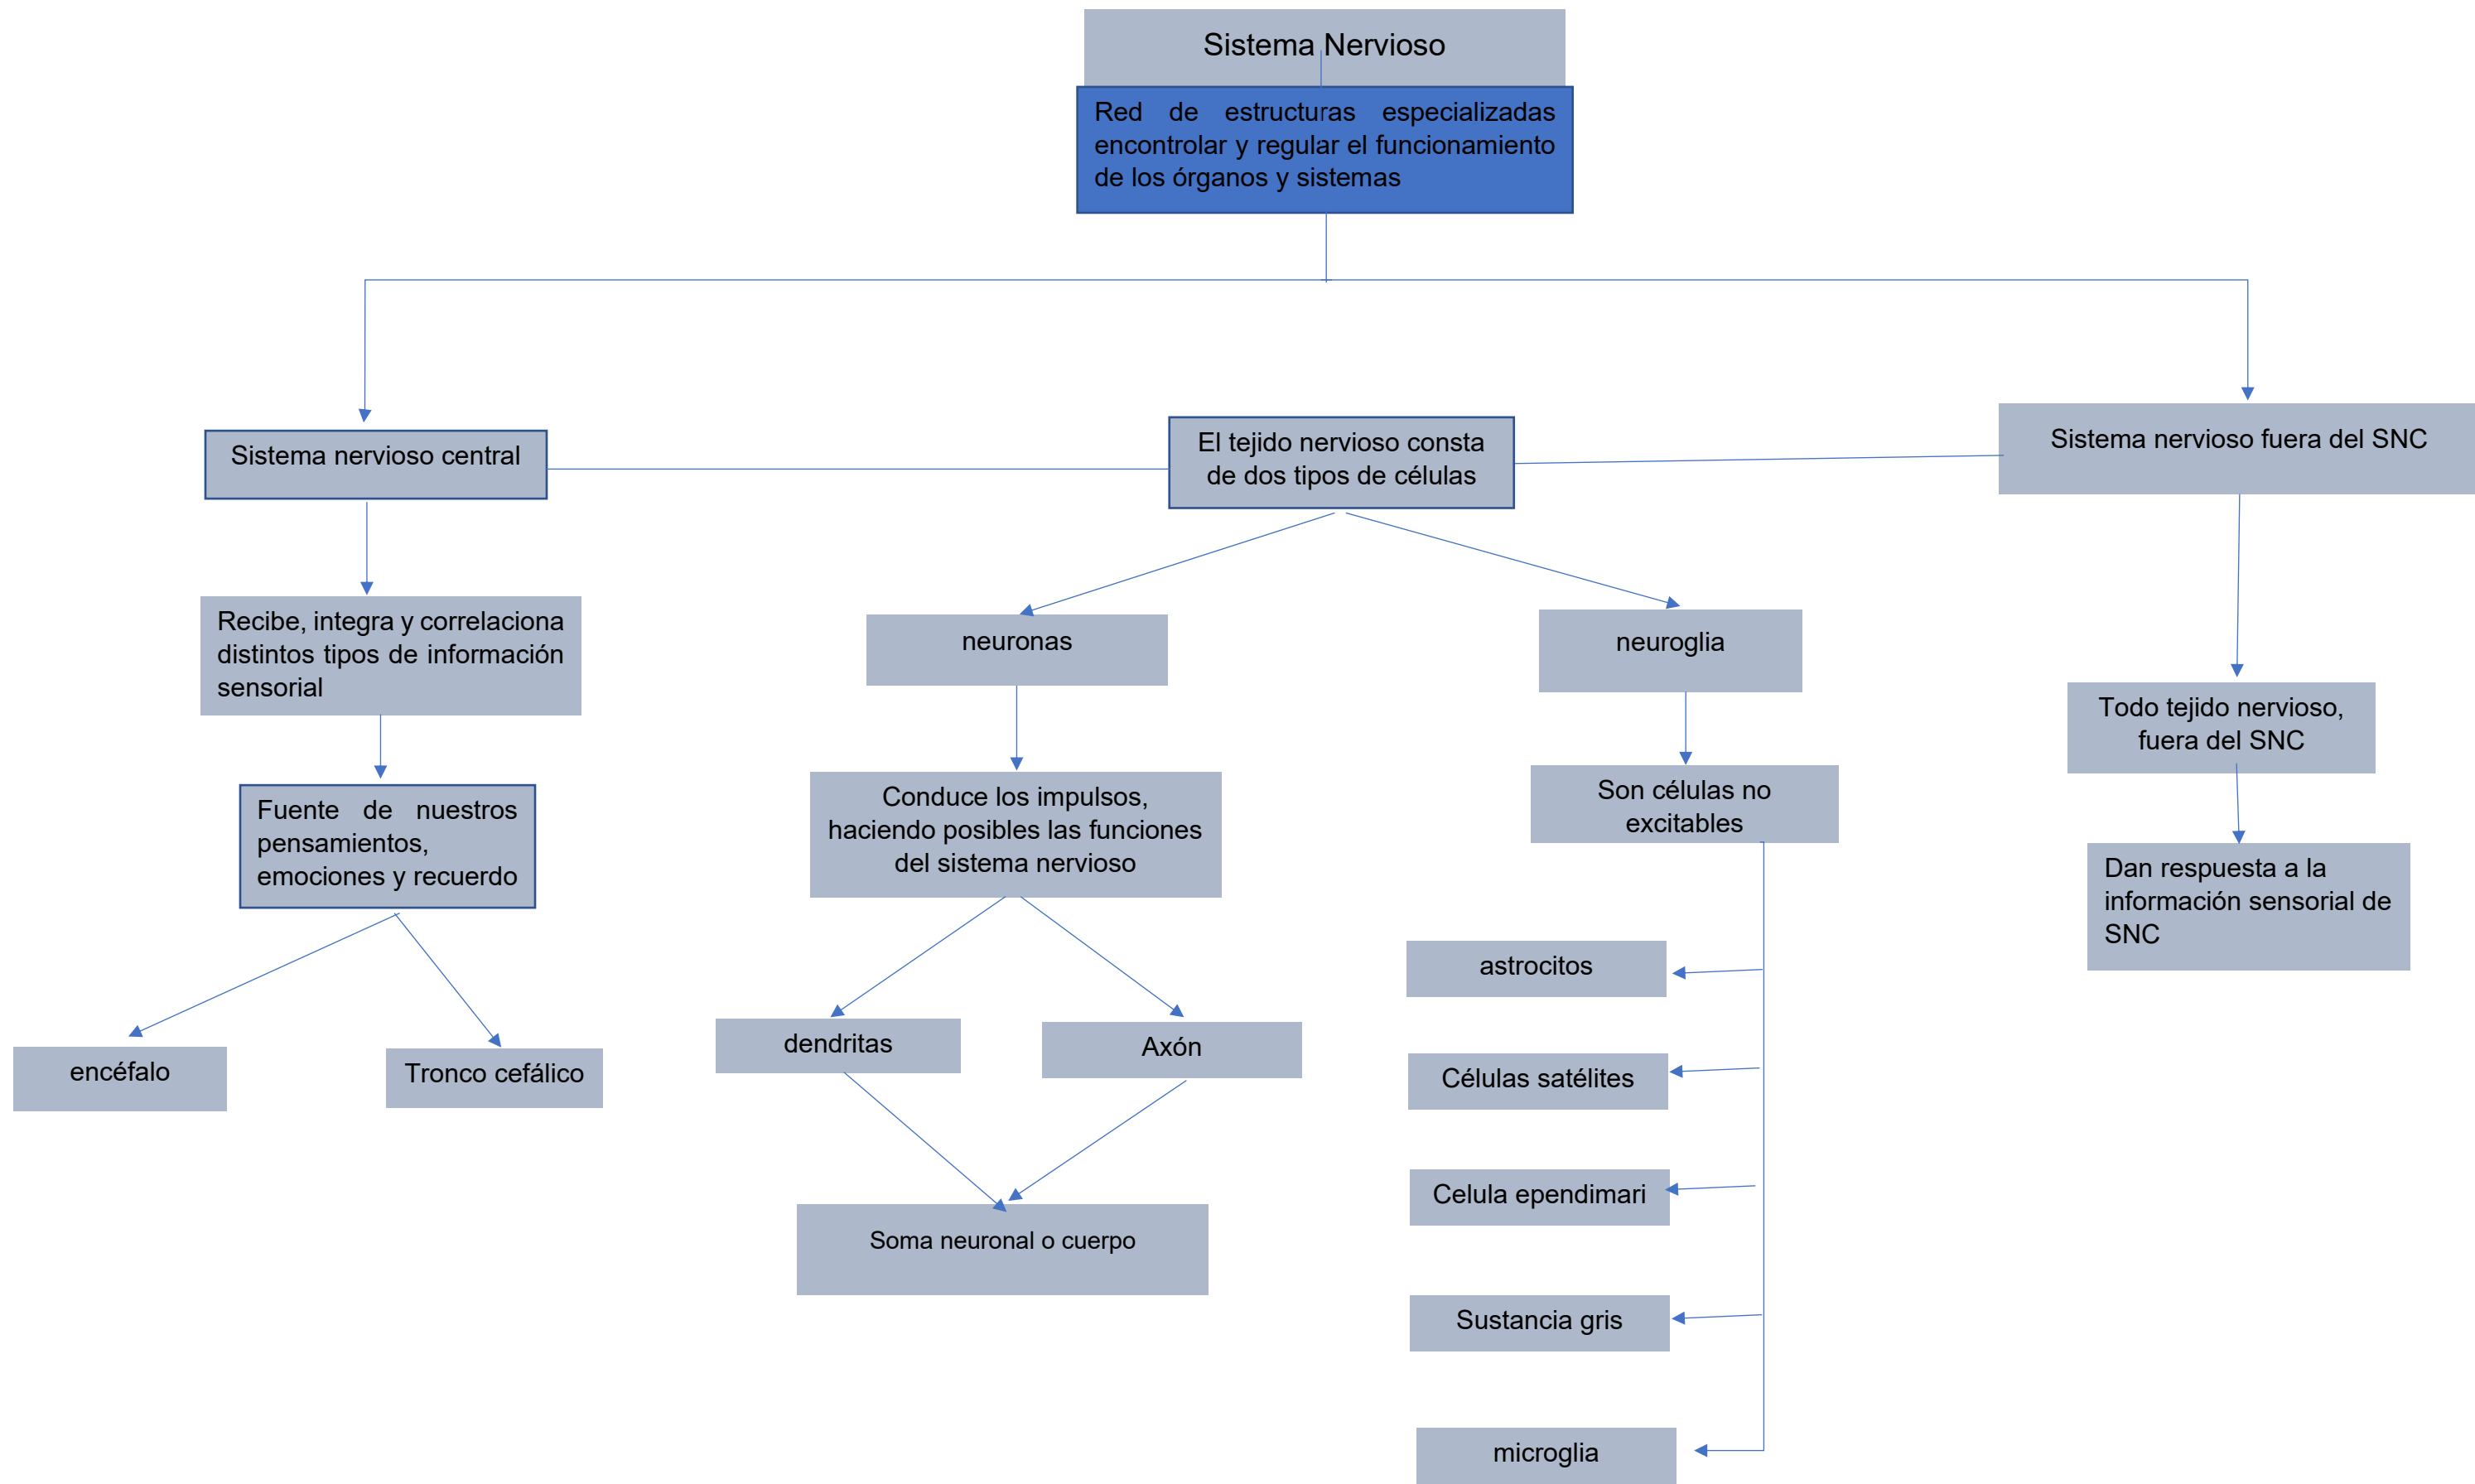 Sistema Nervioso
Red de estructuras especializadas
encontrolar y regular el funcionamiento
de los órganos y sistemas
Sistema nervioso central
El tejido nervioso consta
de dos tipos de células
Sistema nervioso fuera del SNC
Recibe, integra y correlaciona
distintos tipos de información
sensorial
neuronas
neuroglia
Todo tejido nervioso,
fuera del SNC
Fuente de nuestros
pensamientos,
emociones y recuerdo
Conduce los impulsos,
haciendo posibles las funciones
del sistema nervioso
Son células no
excitables
Dan respuesta a la
información sensorial de
SNC
encéfalo
Tronco cefálico
dendritas
Axón
Soma neuronal o cuerpo
astrocitos
Células satélites
Celula ependimari
Sustancia gris
microglia